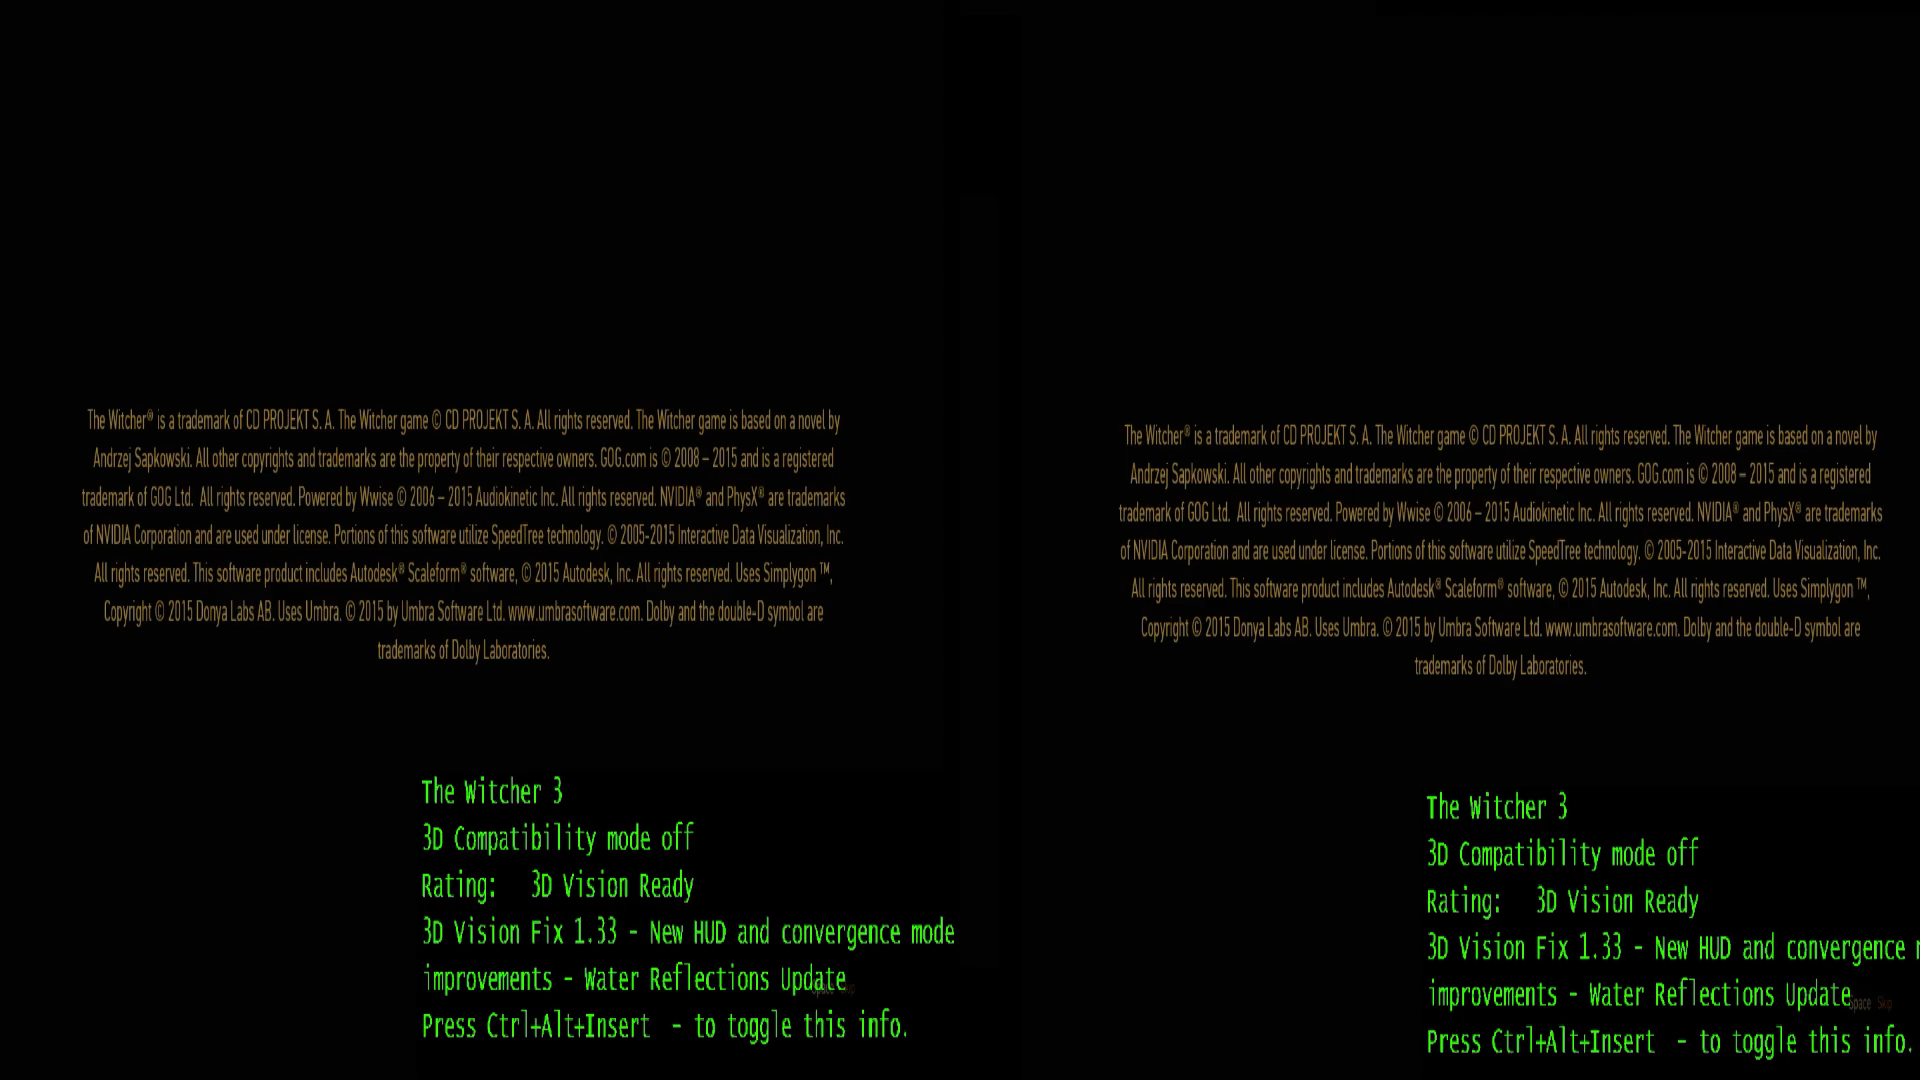 The Witcher® is a trademark of CD PROJEKT S. A. The Witcher game © CD PROJEKT S. A. All rights reserved. The Witcher game is based on a novel by
Andrzej Sapkowski. All other copyrights and trademarks are the property of their respective owners. GOG.com is © 2008 – 2015 and is a registered
trademark of GOG Ltd.  All rights reserved. Powered by Wwise © 2006 – 2015 Audiokinetic Inc. All rights reserved. NVIDIA® and PhysX® are trademarks
of NVIDIA Corporation and are used under license. Portions of this software utilize SpeedTree technology. © 2005-2015 Interactive Data Visualization, Inc.
All rights reserved. This software product includes Autodesk® Scaleform® software, © 2015 Autodesk, Inc. All rights reserved. Uses Simplygon ™,
Copyright © 2015 Donya Labs AB. Uses Umbra. © 2015 by Umbra Software Ltd. www.umbrasoftware.com. Dolby and the double-D symbol are
trademarks of Dolby Laboratories.
The Witcher 3
3D Compatibility mode off
Rating:   3D Vision Ready
3D Vision Fix 1.33 - New HUD and convergence mode
improvements - Water Reflections Update
Space Skip
Press Ctrl+Alt+Insert  - to toggle this info.
The Witcher® is a trademark of CD PROJEKT S. A. The Witcher game © CD PROJEKT S. A. All rights reserved. The Witcher game is based on a novel by
Andrzej Sapkowski. All other copyrights and trademarks are the property of their respective owners. GOG.com is © 2008 – 2015 and is a registered
trademark of GOG Ltd.  All rights reserved. Powered by Wwise © 2006 – 2015 Audiokinetic Inc. All rights reserved. NVIDIA® and PhysX® are trademarks
of NVIDIA Corporation and are used under license. Portions of this software utilize SpeedTree technology. © 2005-2015 Interactive Data Visualization, Inc.
All rights reserved. This software product includes Autodesk® Scaleform® software, © 2015 Autodesk, Inc. All rights reserved. Uses Simplygon ™,
Copyright © 2015 Donya Labs AB. Uses Umbra. © 2015 by Umbra Software Ltd. www.umbrasoftware.com. Dolby and the double-D symbol are
trademarks of Dolby Laboratories.
The Witcher 3
3D Compatibility mode off
Rating:   3D Vision Ready
3D Vision Fix 1.33 - New HUD and convergence
improvements - Water Reflections Update
Space Skip
Press Ctrl+Alt+Insert  - to toggle this info.